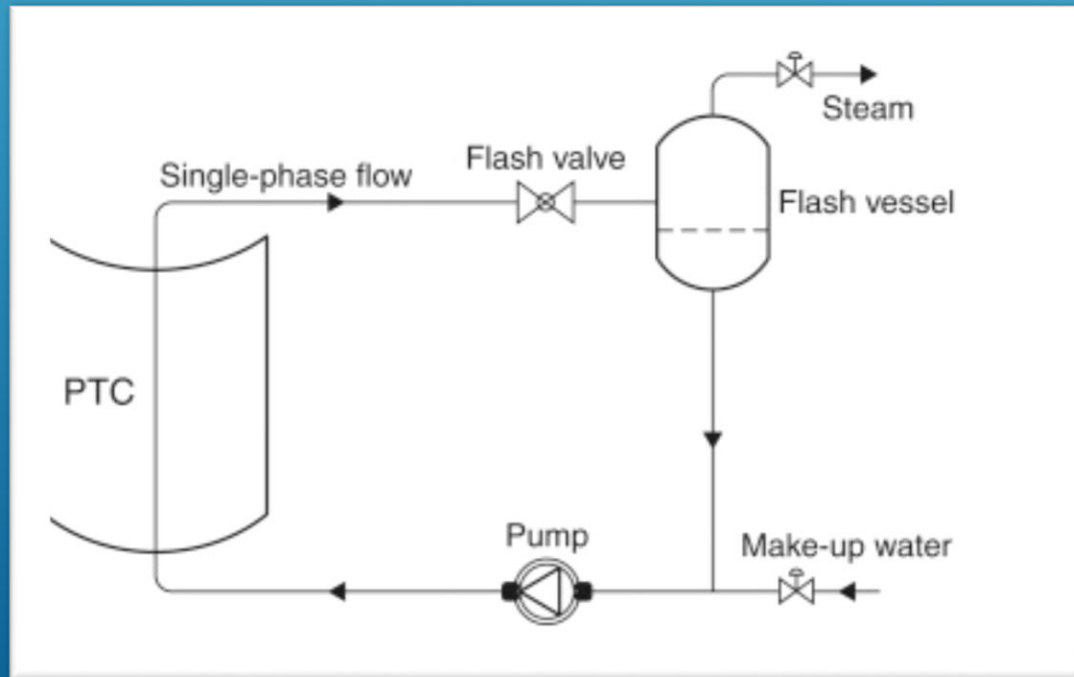 Steam
Flash valve
Single-phase flow
Flash vessel
PTC
Pump
Make-up water